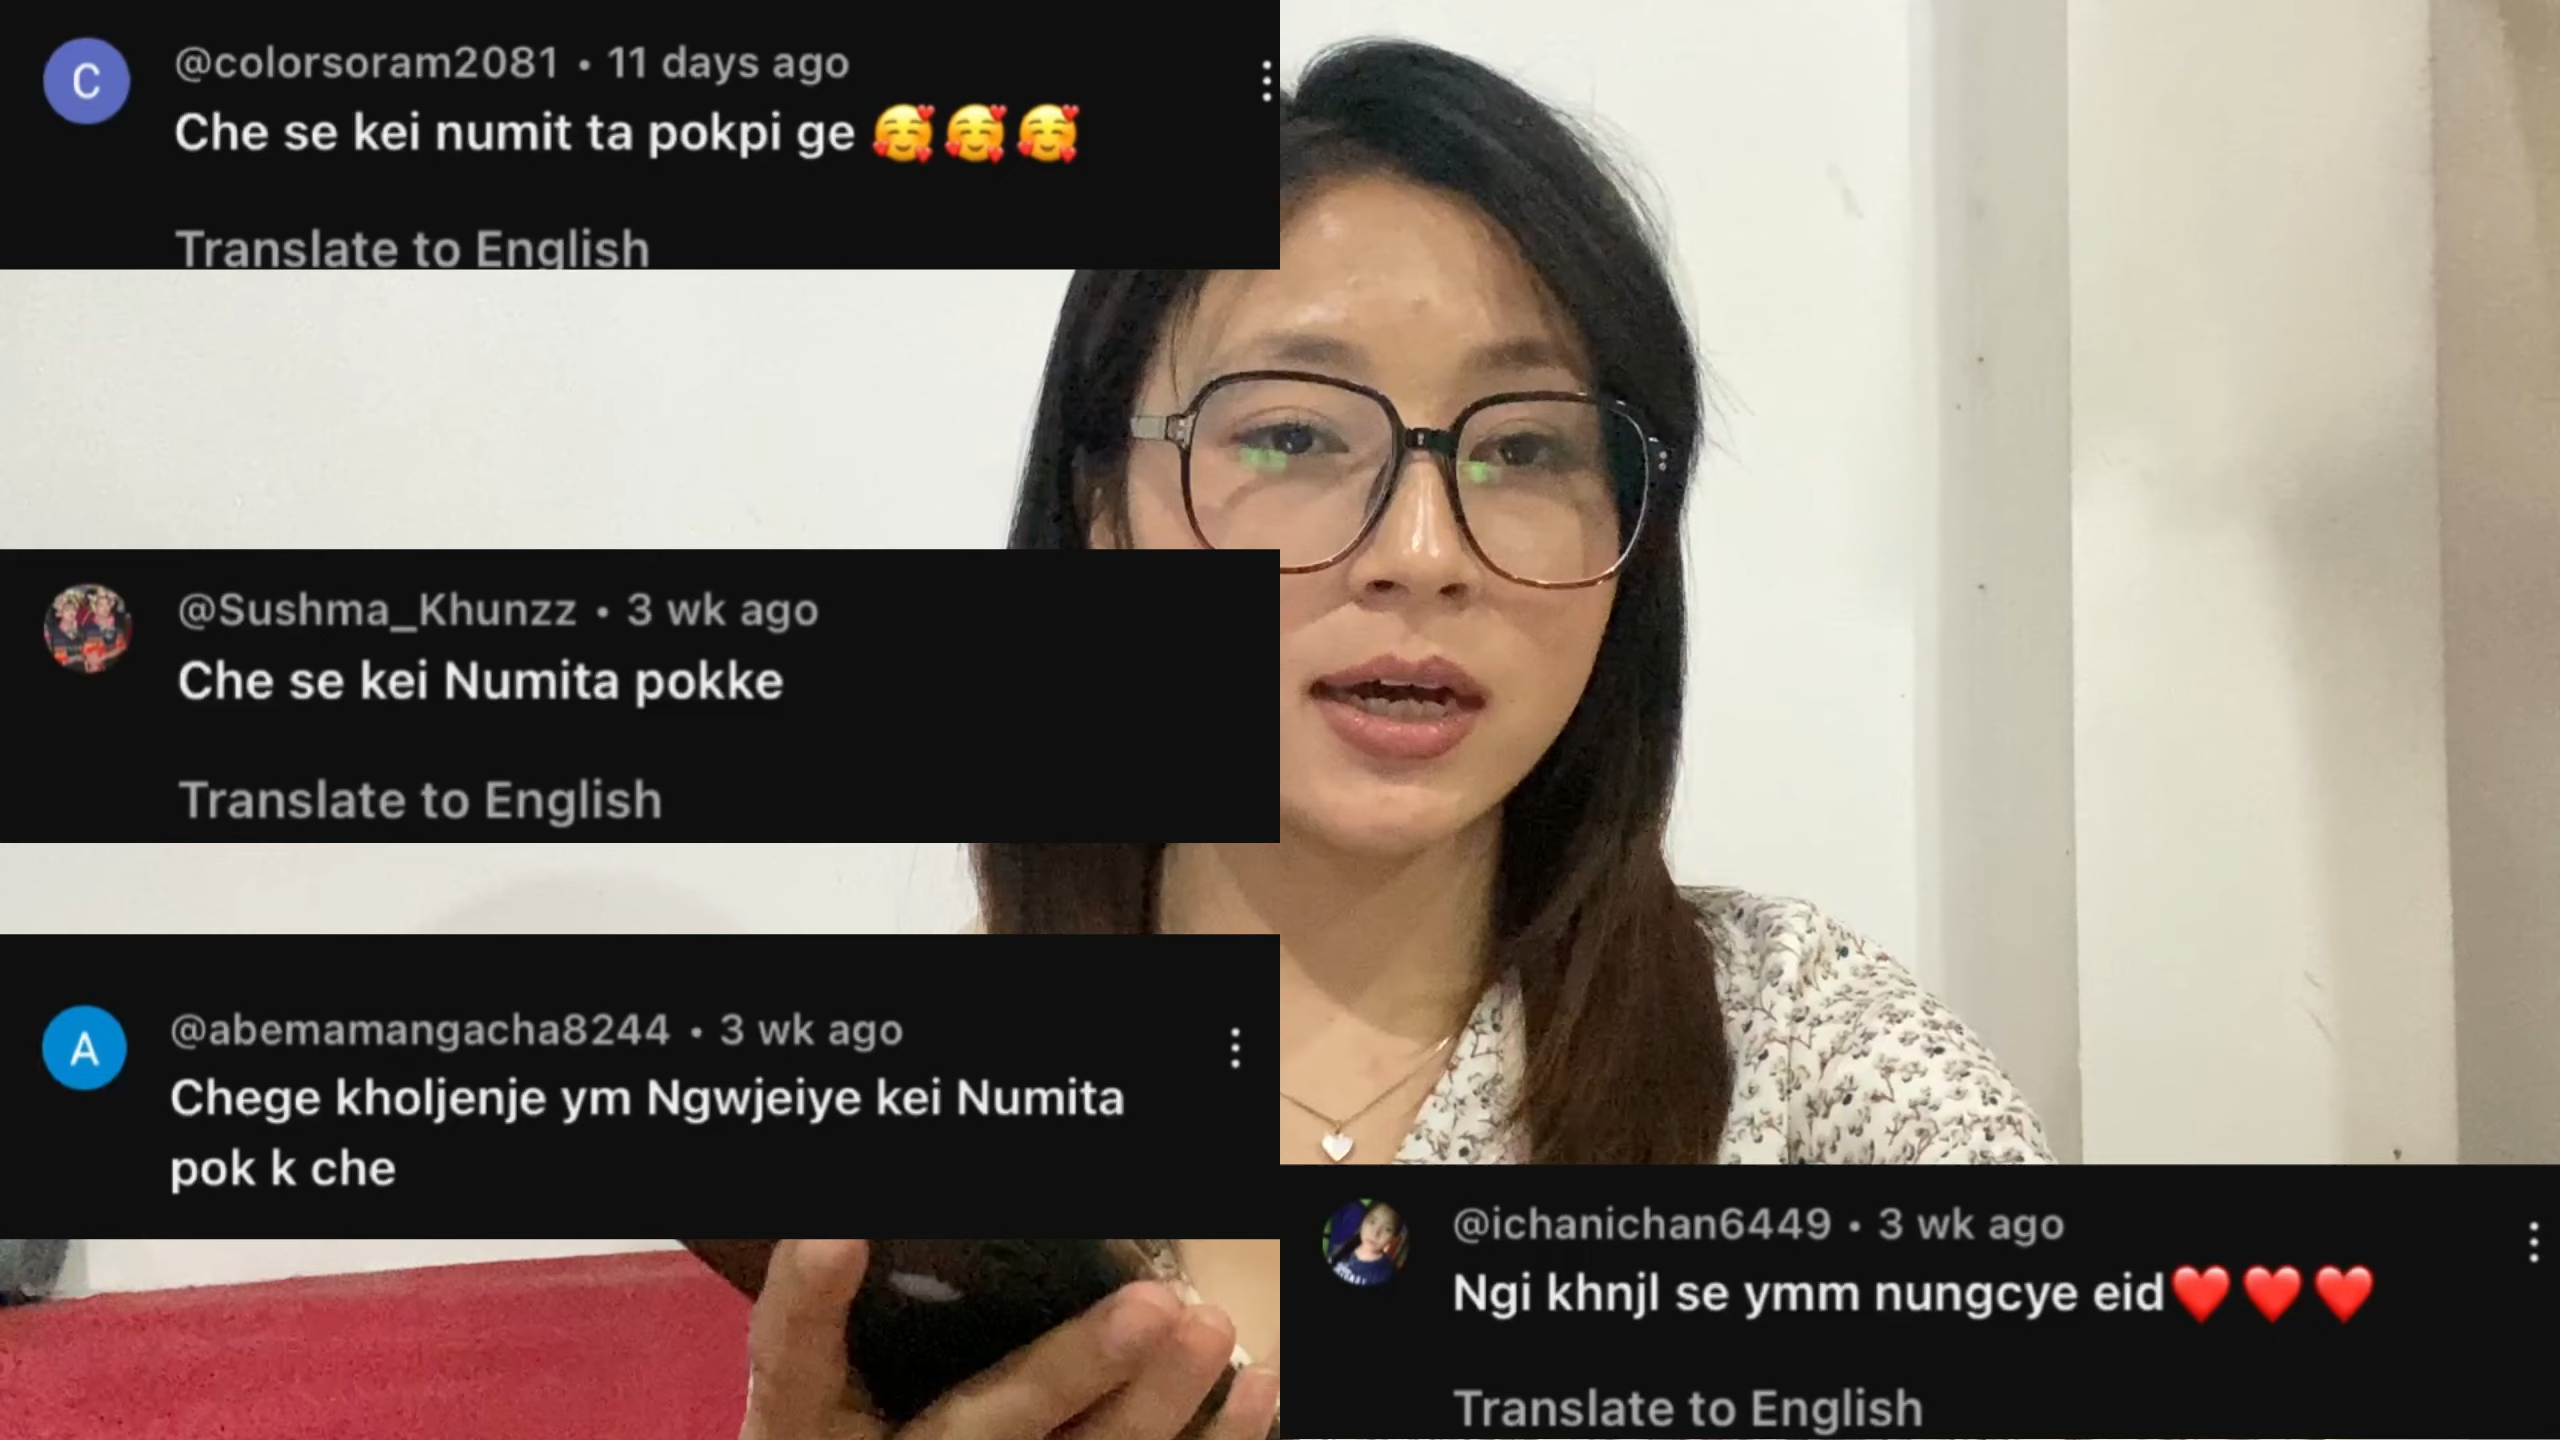 @colorsoram2081 • 11 days ago
Che se kei numit ta pokpi ge 🥰🥰🥰
Translate to English
@Sushma_Khunzz • 3 wk ago
Che se kei Numita pokke
Translate to English
@abemamangacha8244 • 3 wk ago
Chege kholjenje ym Ngwjeiye kei Numita
pok k che
@ichanichan6449 • 3 wk ago
Ngi khnjl se ymm nungcye eid❤️❤️❤️
Translate to English
C
A